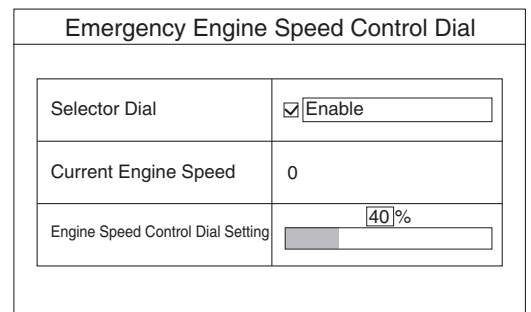 Emergency Engine Speed Control Dial
Selector Dial
Enable
Current Engine Speed
0
40%
Engine Speed Control Dial Setting